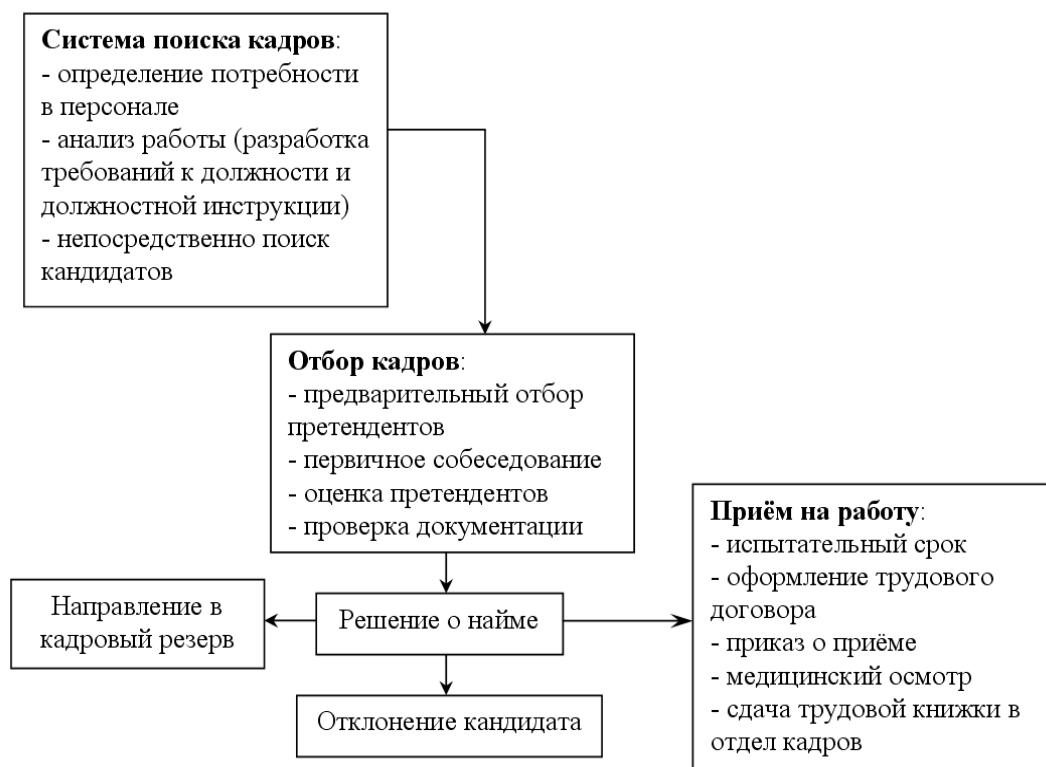 Система поиска кадров:
- определение потребности
в персонале
- анализ работы (разработка
требований к должности и
должностной инструкции)
- непосредственно поиск
кандидатов
Отбор кадров:
- предварительный отбор
претендентов
- первичное собеседование
- оценка претендентов
- проверка документации
Направление в
кадровый резерв
Решение о найме
Отклонение кандидата
Приём на работу:
- испытательный срок
- оформление трудового
договора
- приказ о приёме
- медицинский осмотр
- сдача трудовой книжки в
отдел кадров